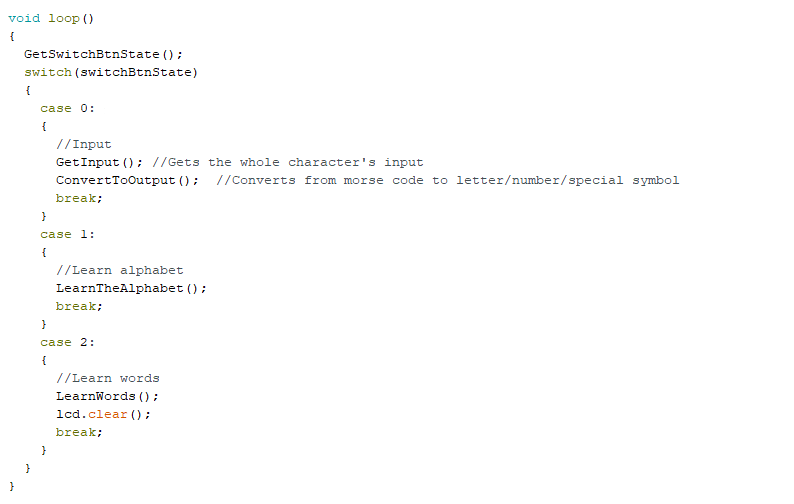 void loop()
{
  GetSwitchBtnState();
  switch(switchBtnState)
  {
    case 0:
    {
      //Input
      GetInput(); //Gets the whole character's input
      ConvertToOutput();  //Converts from morse code to letter/number/special symbol
      break;
    }
    case 1:
    {
      //Learn alphabet
      LearnTheAlphabet();
      break;
    }
    case 2:
    {
      //Learn words
      LearnWords();
      lcd.clear();
      break;
    }
  }
}